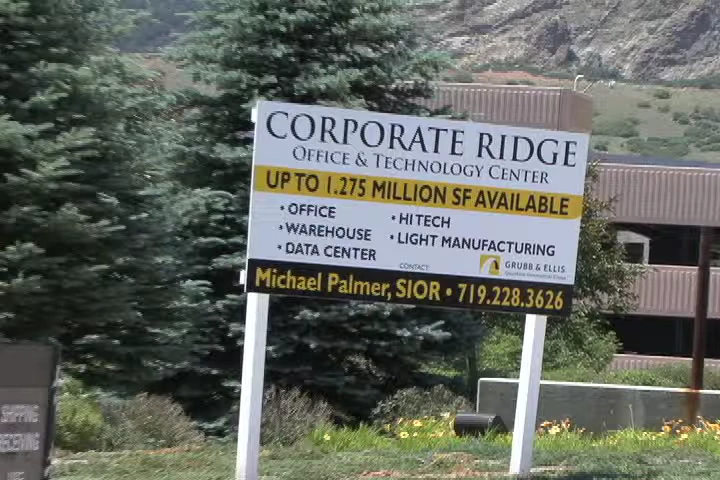 CORPORATE RIDGE
OFFICE & TECHNOLOGY CENTER
UP TO 1.275 MILLION SF AVAILABLE
• OFFICE
• WAREHOUSE
• DATA CENTER
• HI TECH
• LIGHT MANUFACTURING
CONTACT:
GRUBB & ELLIS
Michael Palmer, SIOR • 719.228.3626
SHIPPING
RECEIVING